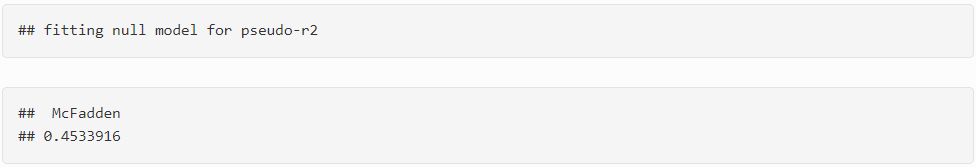 ## fitting null model for pseudo-r2
##  McFadden
## 0.4533916